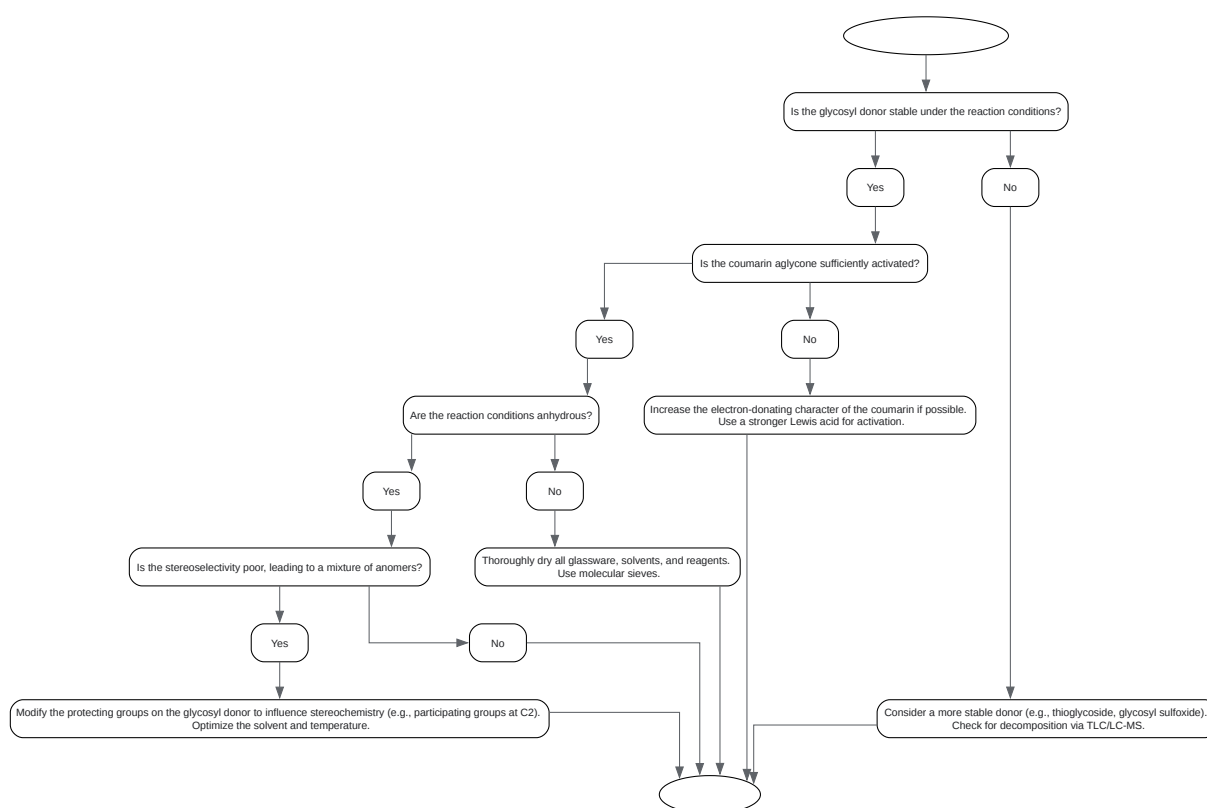 Is the glycosyl donor stable under the reaction conditions?
Yes
No
Is the coumarin aglycone sufficiently activated?
Yes
No
Are the reaction conditions anhydrous?
Increase the electron-donating character of the coumarin if possible.
Use a stronger Lewis acid for activation.
Yes
No
Is the stereoselectivity poor, leading to a mixture of anomers?
Thoroughly dry all glassware, solvents, and reagents.
Use molecular sieves.
Yes
No
Modify the protecting groups on the glycosyl donor to influence stereochemistry (e.g., participating groups at C2).
Optimize the solvent and temperature.
Consider a more stable donor (e.g., thioglycoside, glycosyl sulfoxide).
Check for decomposition via TLC/LC-MS.